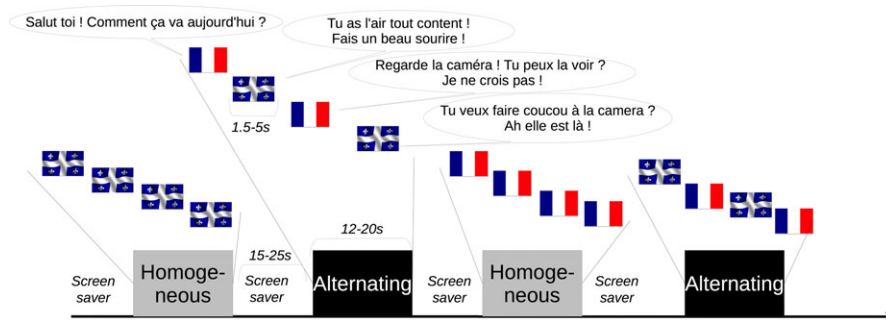 Salut toi ! Comment ça va aujourd'hui ?
Tu as l'air tout content !
Fais un beau sourire !
Regarde la caméra ! Tu peux la voir ?
Je ne crois pas !
Tu veux faire coucou à la camera ?
Ah elle est là !
1.5-5s
12-20s
15-25s
Screen
saver
Homoge-
neous
Screen
saver
Alternating
Screen
saver
Homoge-
neous
Screen
saver
Alternating